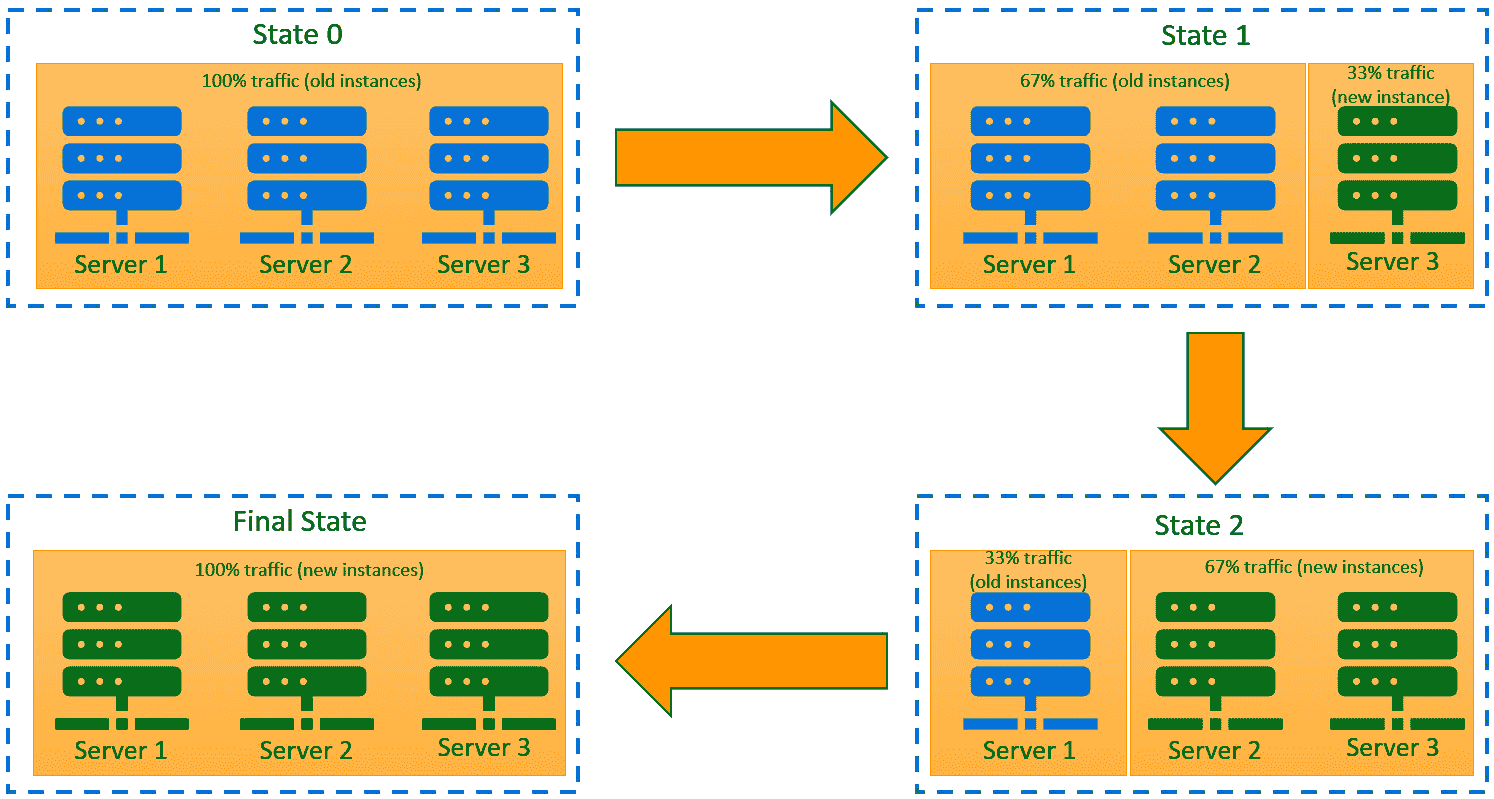 State 0
100% traffic (old instances)
Server 1
Server 2
Server 3
State 1
67% traffic (old instances)
33% traffic
(new instance)
Server 1
Server 2
Server 3
State 2
33% traffic
(old instances)
67% traffic (new instances)
Server 1
Server 2
Server 3
Final State
100% traffic (new instances)
Server 1
Server 2
Server 3